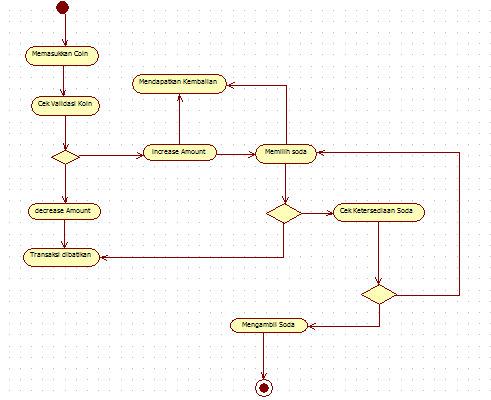 Memasukkan Coin
Mendapatkan Kembalian
Cek Validasi Koin
Increase Amount
Memilih soda
decrease Amount
Cek Ketersediaan Soda
Transaksi dibatlkan
Mengambil Soda